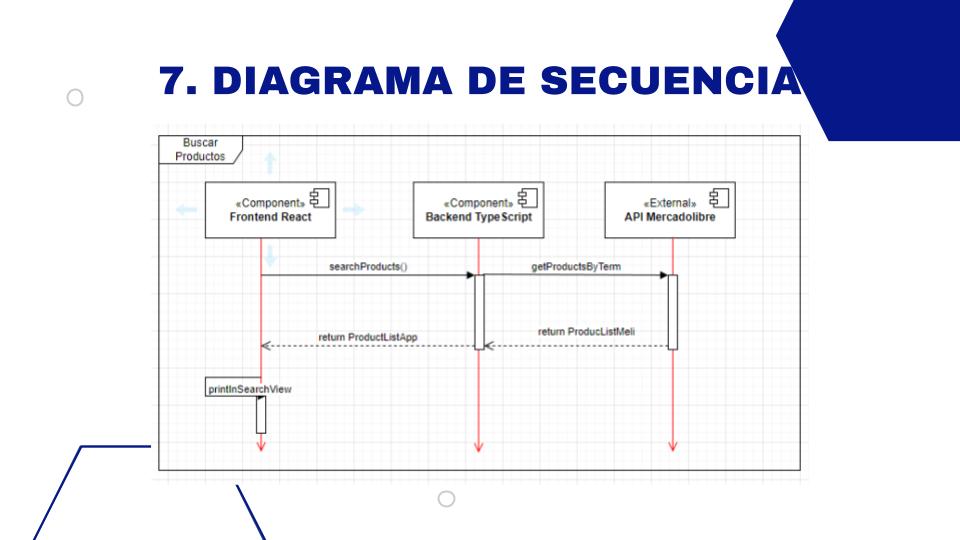 7. DIAGRAMA DE SECUENCIA
Buscar
Productos
«Component»
Frontend React
«Component»
Backend TypeScript
«External»
API Mercadolibre
searchProducts()
getProductsByTerm
return ProducListMeli
return ProductListApp
printInSearchView